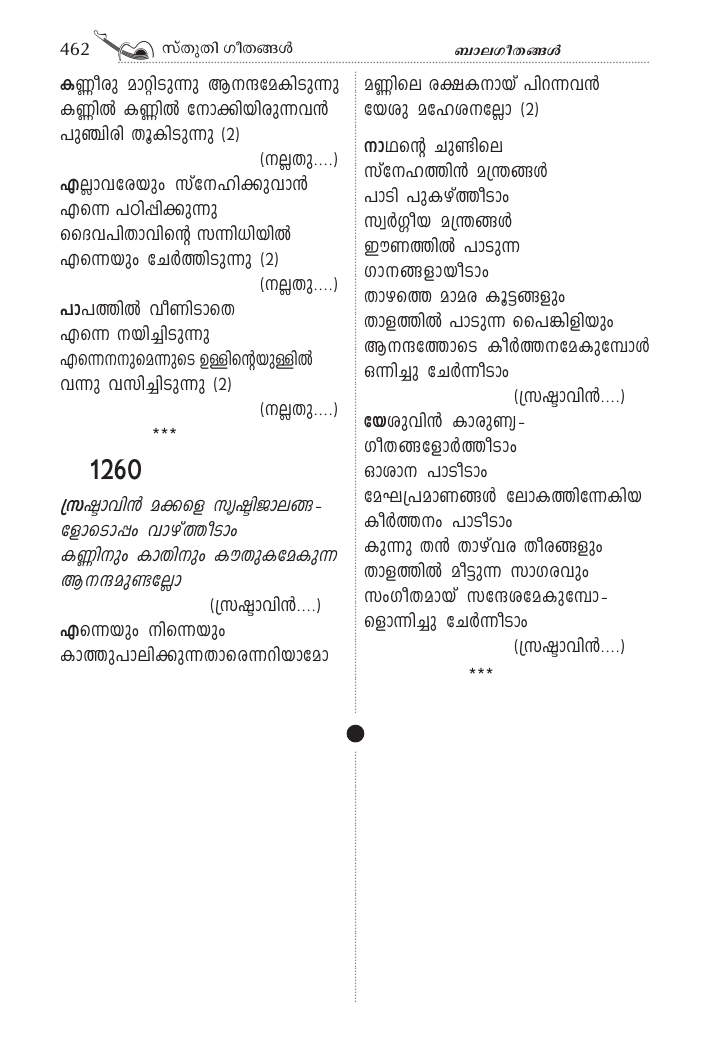 462 സ്തുതി ഗീതങ്ങൾ ബാലഗീതങ്ങൾ
കണ്ണീരു മാറ്റിടുന്നു ആനന്ദമേകിടുന്നു
കണ്ണിൽ കണ്ണിൽ നോക്കിയിരുന്നവൻ
പുഞ്ചിരി തൂകിടുന്നു (2)
(നല്ലതു....)
എല്ലാവരേയും സ്നേഹിക്കുവാൻ
എന്നെ പഠിപ്പിക്കുന്നു
ദൈവപിതാവിന്റെ സന്നിധിയിൽ
എന്നെയും ചേർത്തിടുന്നു (2)
(നല്ലതു....)
പാപത്തിൽ വീണിടാതെ
എന്നെ നയിച്ചിടുന്നു
എന്നെനനുമെന്നുടെ ഉള്ളിന്റെയുള്ളിൽ
വന്നു വസിച്ചിടുന്നു (2)
(നല്ലതു....)
***
1260
സ്രഷ്ടാവിൻ മക്കളെ സൃഷ്ടിജാലങ്ങ-
ളോടൊപ്പം വാഴ്ത്തീടാം
കണ്ണിനും കാതിനും കൗതുകമേകുന്ന
ആനന്ദമുണ്ടല്ലോ
(സ്രഷ്ടാവിൻ....)
എന്നെയും നിന്നെയും
കാത്തുപാലിക്കുന്നതാരെന്നറിയാമോ
മണ്ണിലെ രക്ഷകനായ് പിറന്നവൻ
യേശു മഹേശനല്ലോ (2)
നാഥന്റെ ചുണ്ടിലെ
സ്നേഹത്തിൻ മന്ത്രങ്ങൾ
പാടി പുകഴ്ത്തീടാം
സ്വർഗ്ഗീയ മന്ത്രങ്ങൾ
ഈണത്തിൽ പാടുന്ന
ഗാനങ്ങളായീടാം
താഴത്തെ മാമര കൂട്ടങ്ങളും
താളത്തിൽ പാടുന്ന പൈങ്കിളിയും
ആനന്ദത്തോടെ കീർത്തനമേകുമ്പോൾ
ഒന്നിച്ചു ചേർന്നീടാം
(സ്രഷ്ടാവിൻ....)
യേശുവിൻ കാരുണ്യ-
ഗീതങ്ങളോർത്തീടാം
ഓശാന പാടീടാം
മേഘപ്രമാണങ്ങൾ ലോകത്തിന്നേകിയ
കീർത്തനം പാടീടാം
കുന്നു തൻ താഴ്‌വര തീരങ്ങളും
താളത്തിൽ മീട്ടുന്ന സാഗരവും
സംഗീതമായ് സന്ദേശമേകുമ്പോ-
ളൊന്നിച്ചു ചേർന്നീടാം
(സ്രഷ്ടാവിൻ....)
***